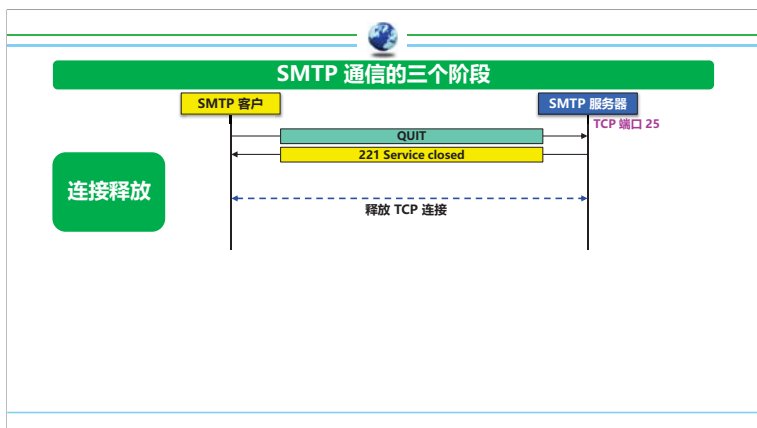 SMTP 通信的三个阶段
SMTP 客户
SMTP 服务器
TCP 端口 25
QUIT
221 Service closed
连接释放
释放 TCP 连接